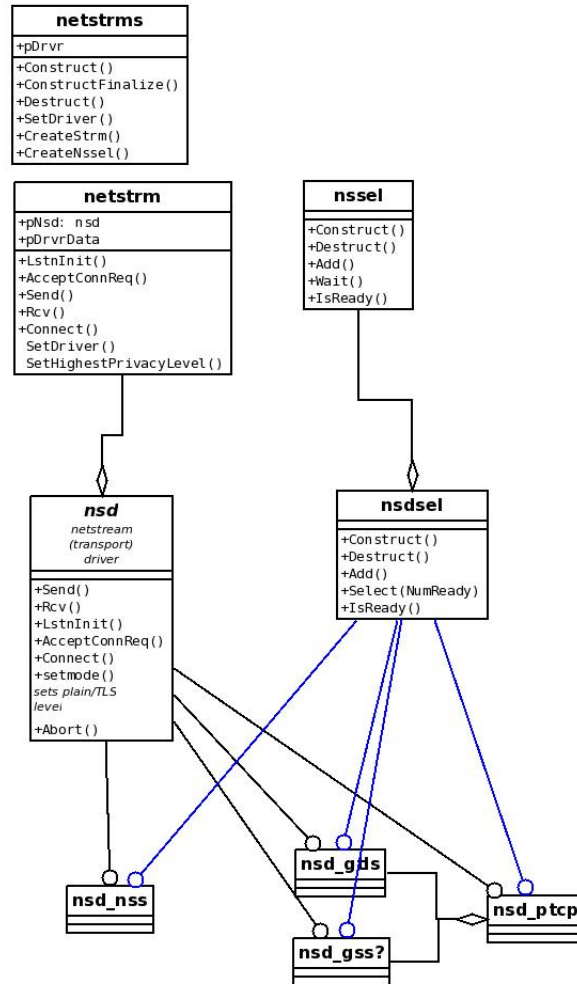 netstrms
+pDrvr
+Construct()
+ConstructFinalize()
+Destruct()
+SetDriver()
+CreateStrm()
+CreateNssel()
netstrm
+pNsd: nsd
+pDrvrData
+LstnInit()
+AcceptConnReq()
+Send()
+Rcv()
+Connect()
SetDriver()
SetHighestPrivacyLevel()
nssel
+Construct()
+Destruct()
+Add()
+Wait()
+IsReady()
nsd
netstream
(transport)
driver
+Send()
+Rcv()
+LstnInit()
+AcceptConnReq()
+Connect()
+setmode()
sets plain/TLS
level
+Abort()
nsdsel
+Construct()
+Destruct()
+Add()
+Select(NumReady)
+IsReady()
nsd_nss
nsd_gtls
nsd_gss?
nsd_ptcp